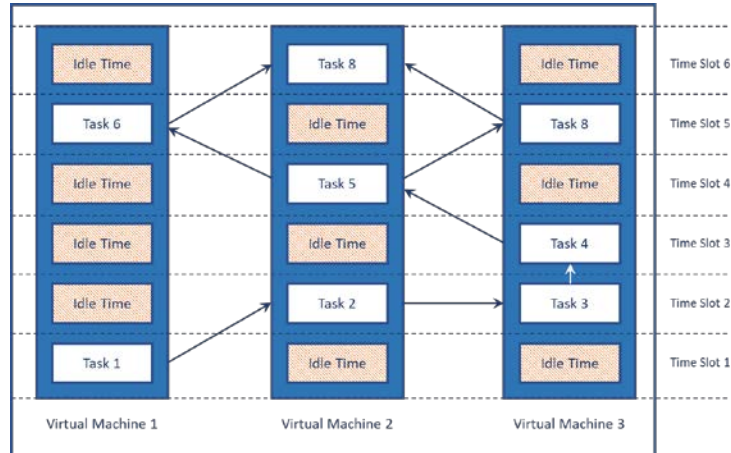 Idle Time Task 8 Idle Time Time Slot 6
Task 6 Idle Time Task 8 Time Slot 5
Idle Time Task 5 Idle Time Time Slot 4
Idle Time Idle Time Task 4 Time Slot 3
Idle Time Task 2 Task 3 Time Slot 2
Task 1 Idle Time Idle Time Time Slot 1
Virtual Machine 1 Virtual Machine 2 Virtual Machine 3